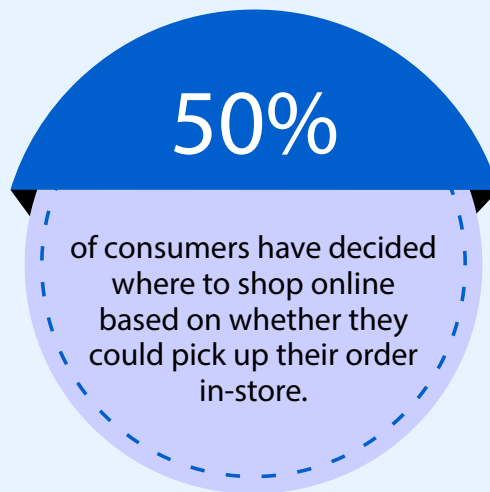 50%
of consumers have decided
where to shop online
based on whether they
could pick up their order
in-store.